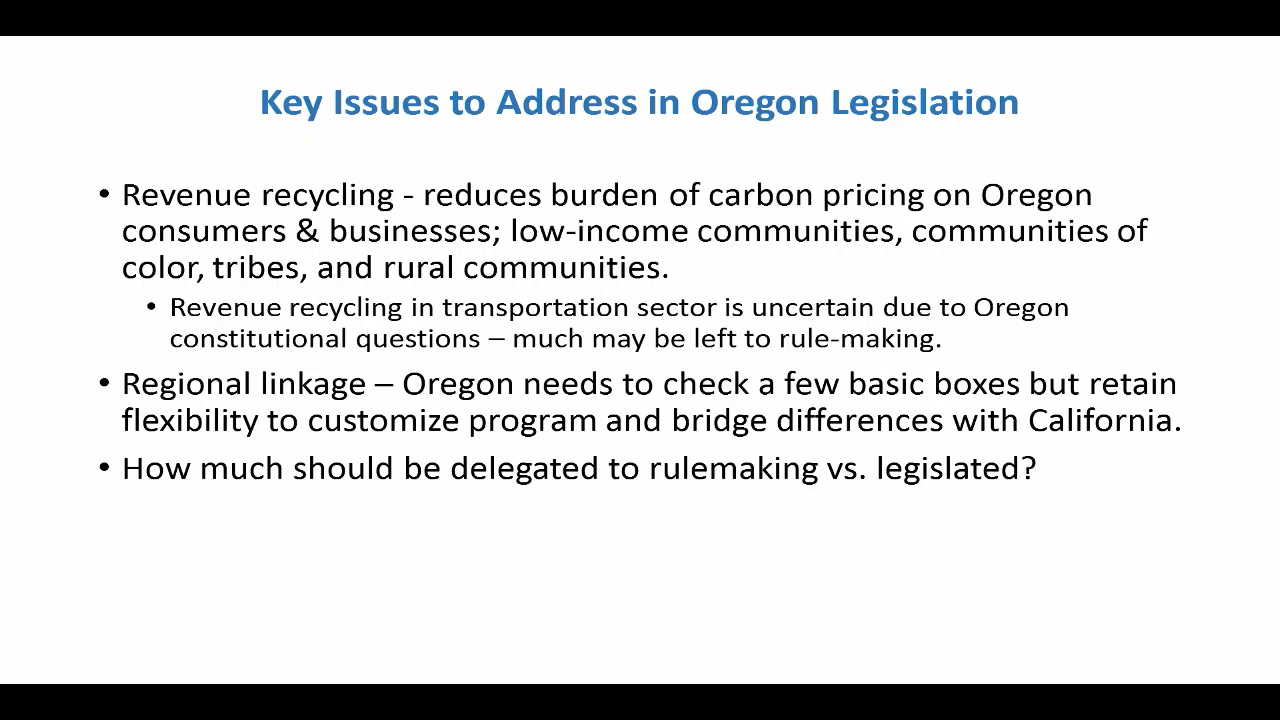 Key Issues to Address in Oregon Legislation
• Revenue recycling - reduces burden of carbon pricing on Oregon
consumers & businesses; low-income communities, communities of
color, tribes, and rural communities.
• Revenue recycling in transportation sector is uncertain due to Oregon
constitutional questions – much may be left to rule-making.
• Regional linkage – Oregon needs to check a few basic boxes but retain
flexibility to customize program and bridge differences with California.
• How much should be delegated to rulemaking vs. legislated?